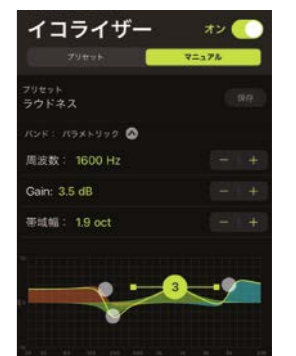 イコライザー オン
プリセット マニュアル
プリセット
ラウドネス 保存
バンド： パラメトリック
周波数： 1600 Hz － ＋
Gain: 3.5 dB － ＋
帯域幅： 1.9 oct － ＋
3